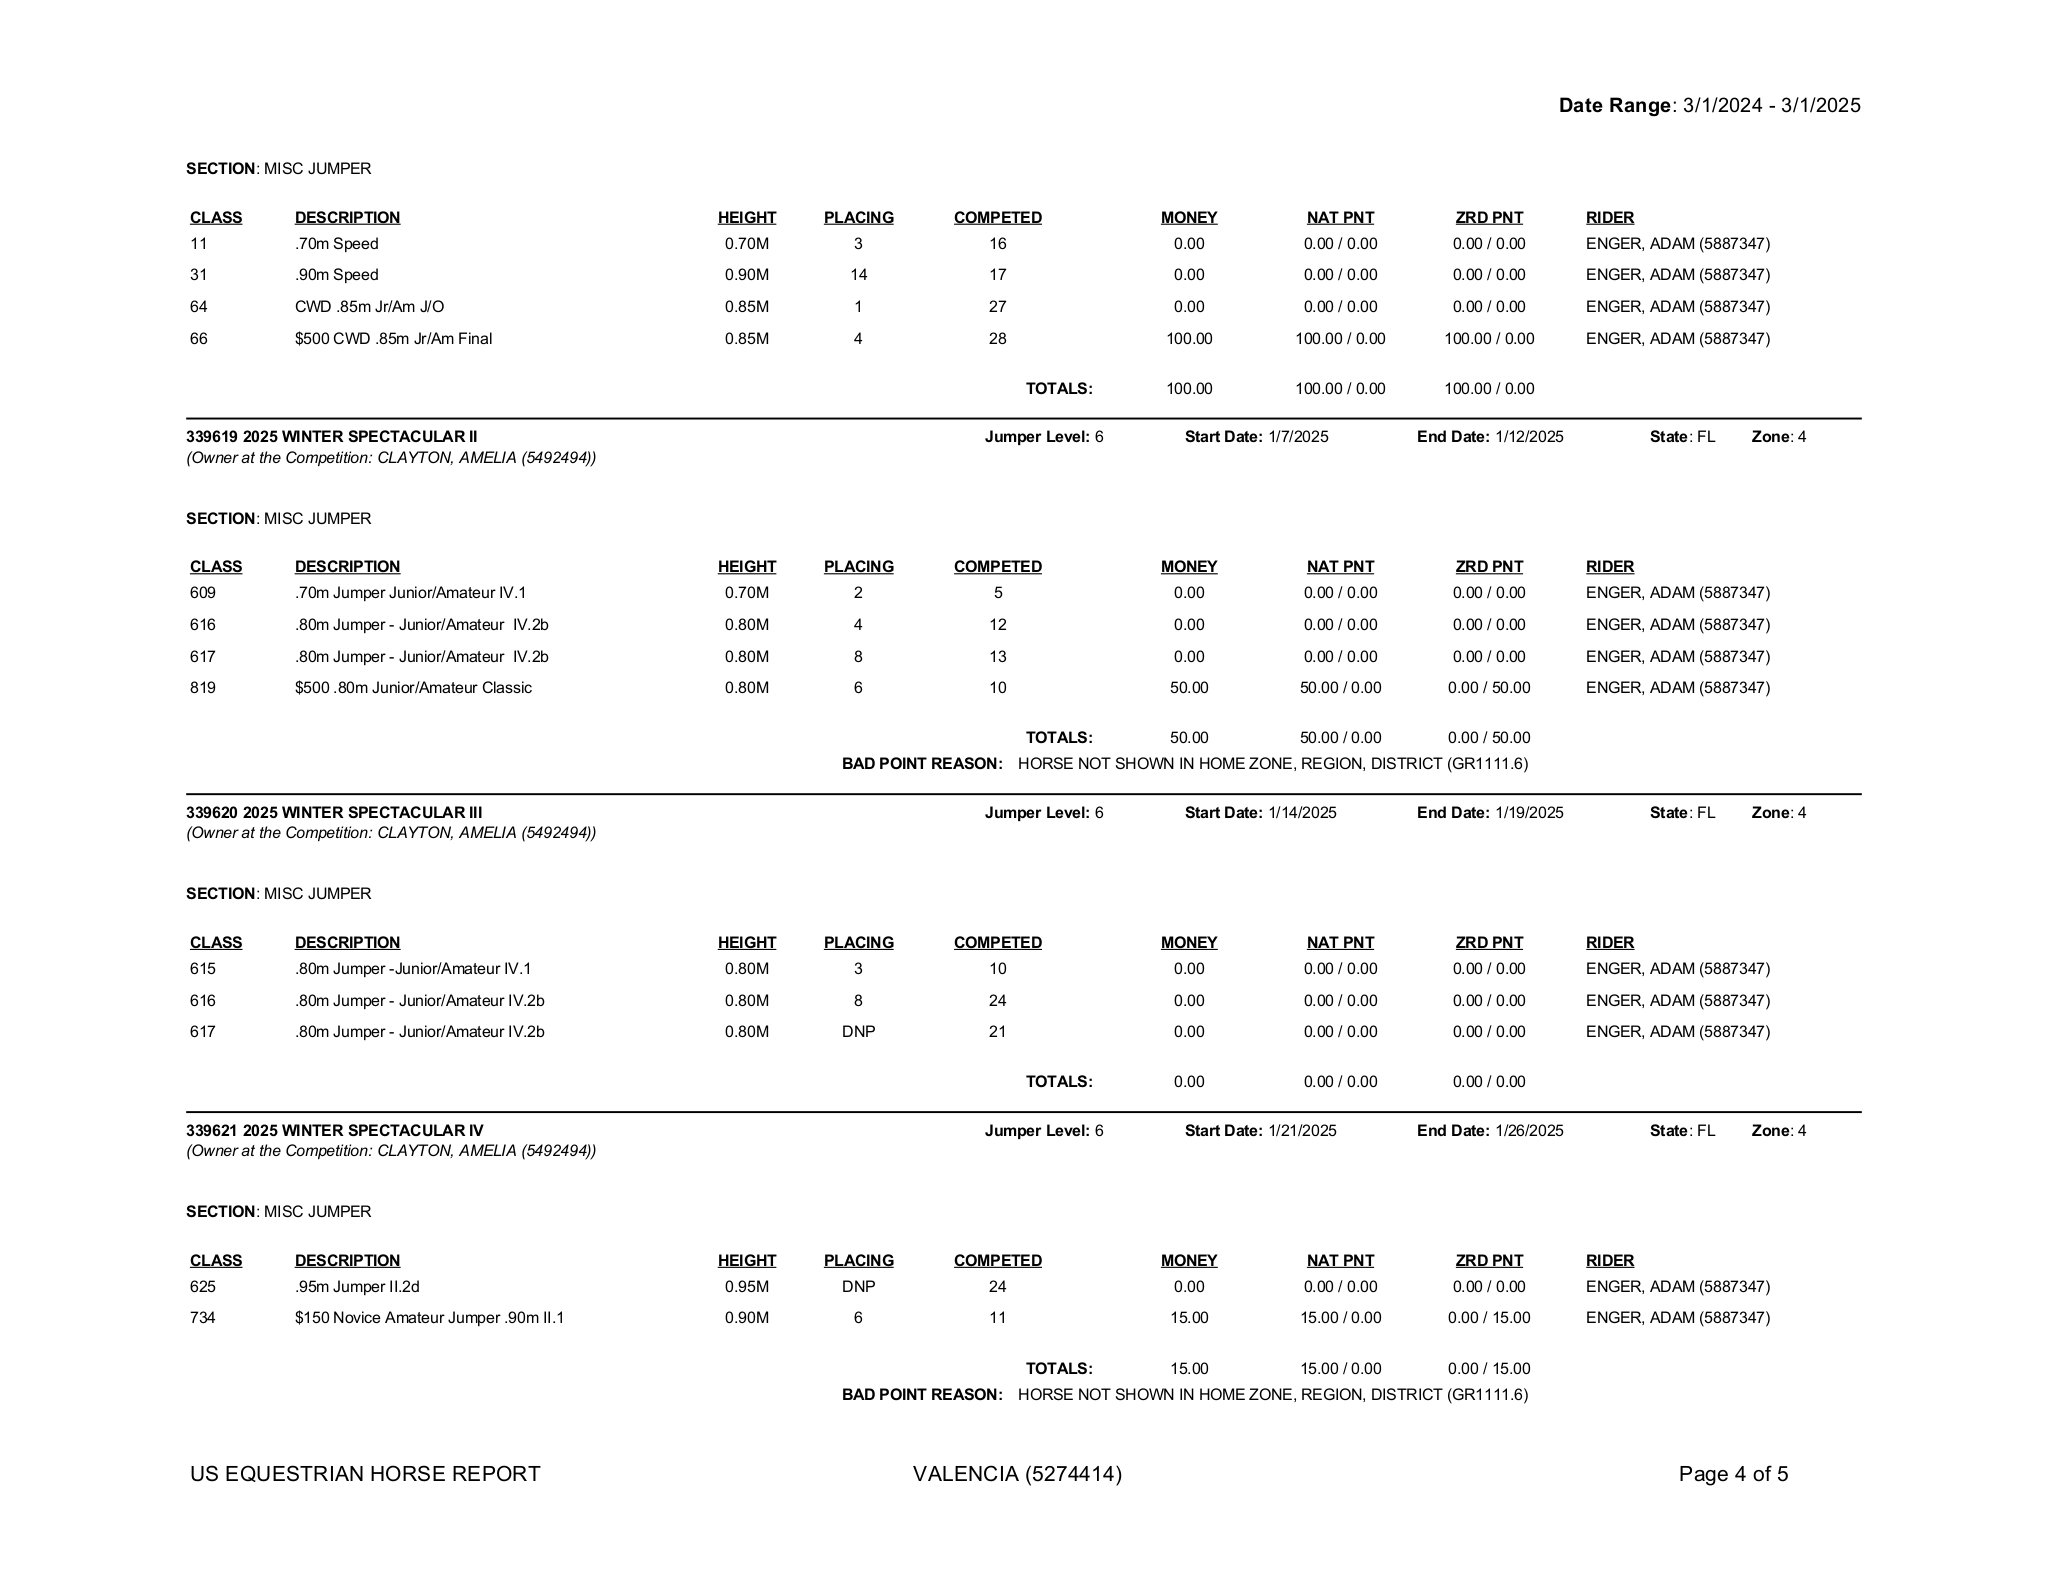 Date Range: 3/1/2024 - 3/1/2025
SECTION: MISC JUMPER
CLASS DESCRIPTION HEIGHT PLACING COMPETED MONEY NAT PNT ZRD PNT RIDER
11 .70m Speed 0.70M 3 16 0.00 0.00 / 0.00 0.00 / 0.00 ENGER, ADAM (5887347)
31 .90m Speed 0.90M 14 17 0.00 0.00 / 0.00 0.00 / 0.00 ENGER, ADAM (5887347)
64 CWD .85m Jr/Am J/O 0.85M 1 27 0.00 0.00 / 0.00 0.00 / 0.00 ENGER, ADAM (5887347)
66 $500 CWD .85m Jr/Am Final 0.85M 4 28 100.00 100.00 / 0.00 100.00 / 0.00 ENGER, ADAM (5887347)
TOTALS: 100.00 100.00 / 0.00 100.00 / 0.00
339619 2025 WINTER SPECTACULAR II Jumper Level: 6 Start Date: 1/7/2025 End Date: 1/12/2025 State: FL Zone: 4
(Owner at the Competition: CLAYTON, AMELIA (5492494))
SECTION: MISC JUMPER
CLASS DESCRIPTION HEIGHT PLACING COMPETED MONEY NAT PNT ZRD PNT RIDER
609 .70m Jumper Junior/Amateur IV.1 0.70M 2 5 0.00 0.00 / 0.00 0.00 / 0.00 ENGER, ADAM (5887347)
616 .80m Jumper - Junior/Amateur IV.2b 0.80M 4 12 0.00 0.00 / 0.00 0.00 / 0.00 ENGER, ADAM (5887347)
617 .80m Jumper - Junior/Amateur IV.2b 0.80M 8 13 0.00 0.00 / 0.00 0.00 / 0.00 ENGER, ADAM (5887347)
819 $500 .80m Junior/Amateur Classic 0.80M 6 10 50.00 50.00 / 0.00 0.00 / 50.00 ENGER, ADAM (5887347)
TOTALS: 50.00 50.00 / 0.00 0.00 / 50.00
BAD POINT REASON: HORSE NOT SHOWN IN HOME ZONE, REGION, DISTRICT (GR1111.6)
339620 2025 WINTER SPECTACULAR III Jumper Level: 6 Start Date: 1/14/2025 End Date: 1/19/2025 State: FL Zone: 4
(Owner at the Competition: CLAYTON, AMELIA (5492494))
SECTION: MISC JUMPER
CLASS DESCRIPTION HEIGHT PLACING COMPETED MONEY NAT PNT ZRD PNT RIDER
615 .80m Jumper -Junior/Amateur IV.1 0.80M 3 10 0.00 0.00 / 0.00 0.00 / 0.00 ENGER, ADAM (5887347)
616 .80m Jumper - Junior/Amateur IV.2b 0.80M 8 24 0.00 0.00 / 0.00 0.00 / 0.00 ENGER, ADAM (5887347)
617 .80m Jumper - Junior/Amateur IV.2b 0.80M DNP 21 0.00 0.00 / 0.00 0.00 / 0.00 ENGER, ADAM (5887347)
TOTALS: 0.00 0.00 / 0.00 0.00 / 0.00
339621 2025 WINTER SPECTACULAR IV Jumper Level: 6 Start Date: 1/21/2025 End Date: 1/26/2025 State: FL Zone: 4
(Owner at the Competition: CLAYTON, AMELIA (5492494))
SECTION: MISC JUMPER
CLASS DESCRIPTION HEIGHT PLACING COMPETED MONEY NAT PNT ZRD PNT RIDER
625 .95m Jumper II.2d 0.95M DNP 24 0.00 0.00 / 0.00 0.00 / 0.00 ENGER, ADAM (5887347)
734 $150 Novice Amateur Jumper .90m II.1 0.90M 6 11 15.00 15.00 / 0.00 0.00 / 15.00 ENGER, ADAM (5887347)
TOTALS: 15.00 15.00 / 0.00 0.00 / 15.00
BAD POINT REASON: HORSE NOT SHOWN IN HOME ZONE, REGION, DISTRICT (GR1111.6)
US EQUESTRIAN HORSE REPORT VALENCIA (5274414) Page 4 of 5